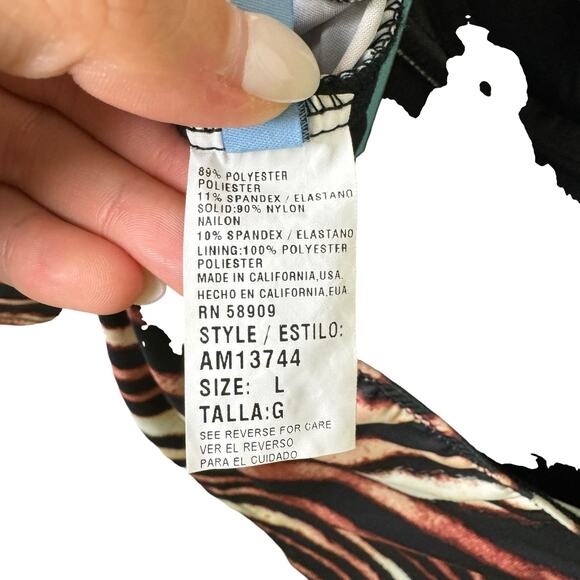 89% POLYESTER
POLIESTER
11% SPANDEX / ELASTANO
SOLID:90% NYLON
NAILON
10% SPANDEX / ELASTANO
LINING:100% POLYESTER
POLIESTER
MADE IN CALIFORNIA,USA.
HECHO EN CALIFORNIA,EUA.
RN 58909
STYLE / ESTILO:
AM13744
SIZE: L
TALLA:G
SEE REVERSE FOR CARE
VER EL REVERSO
PARA EL CUIDADO